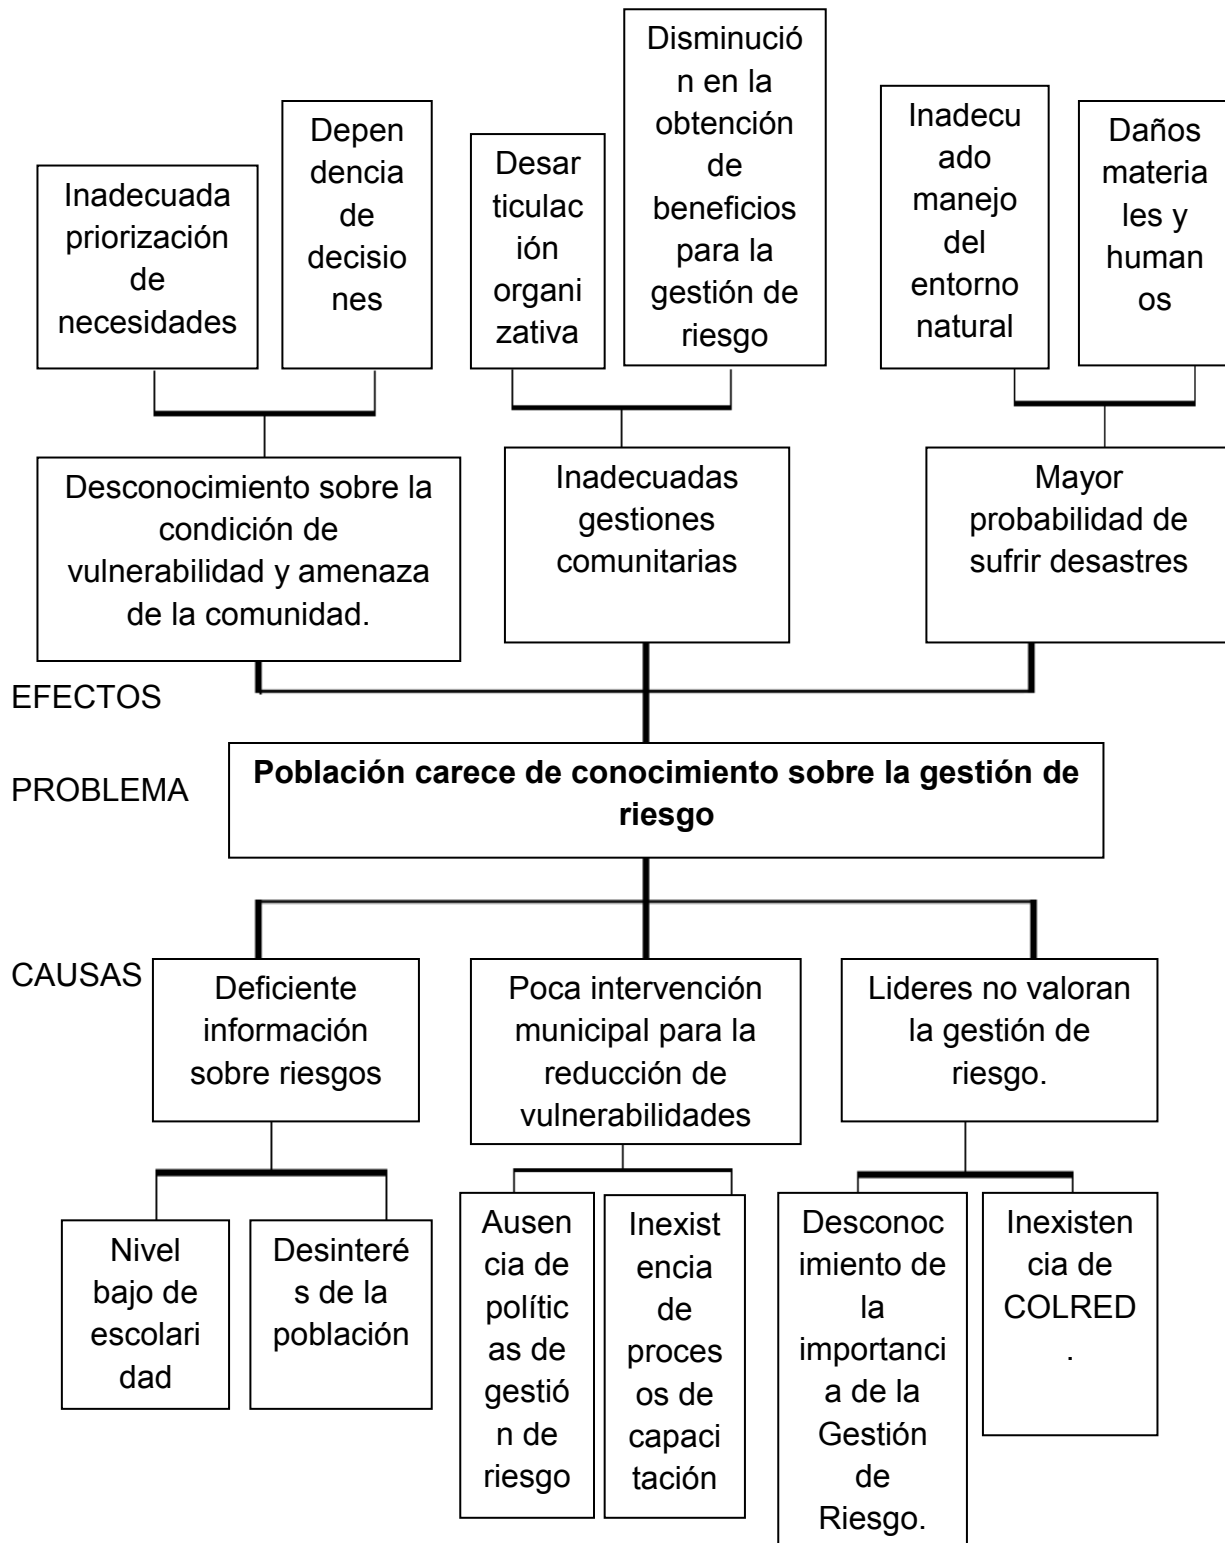 Inadecuada
priorización
de
necesidades
Depen
dencia
de
decisio
nes
Desar
ticulac
ión
organi
zativa
Disminució
n en la
obtención
de
beneficios
para la
gestión de
riesgo
Inadecu
ado
manejo
del
entorno
natural
Daños
materia
les y
human
os
Desconocimiento sobre la
condición de
vulnerabilidad y amenaza
de la comunidad.
Inadecuadas
gestiones
comunitarias
Mayor
probabilidad de
sufrir desastres
EFECTOS
PROBLEMA
Población carece de conocimiento sobre la gestión de
riesgo
CAUSAS
Deficiente
información
sobre riesgos
Poca intervención
municipal para la
reducción de
vulnerabilidades
Lideres no valoran
la gestión de
riesgo.
Nivel
bajo de
escolari
dad
Desinteré
s de la
población
Ausen
cia de
polític
as de
gestió
n de
riesgo
Inexist
encia
de
proces
os de
capaci
tación
Desconoc
imiento de
la
importanci
a de la
Gestión
de
Riesgo.
Inexisten
cia de
COLRED
.